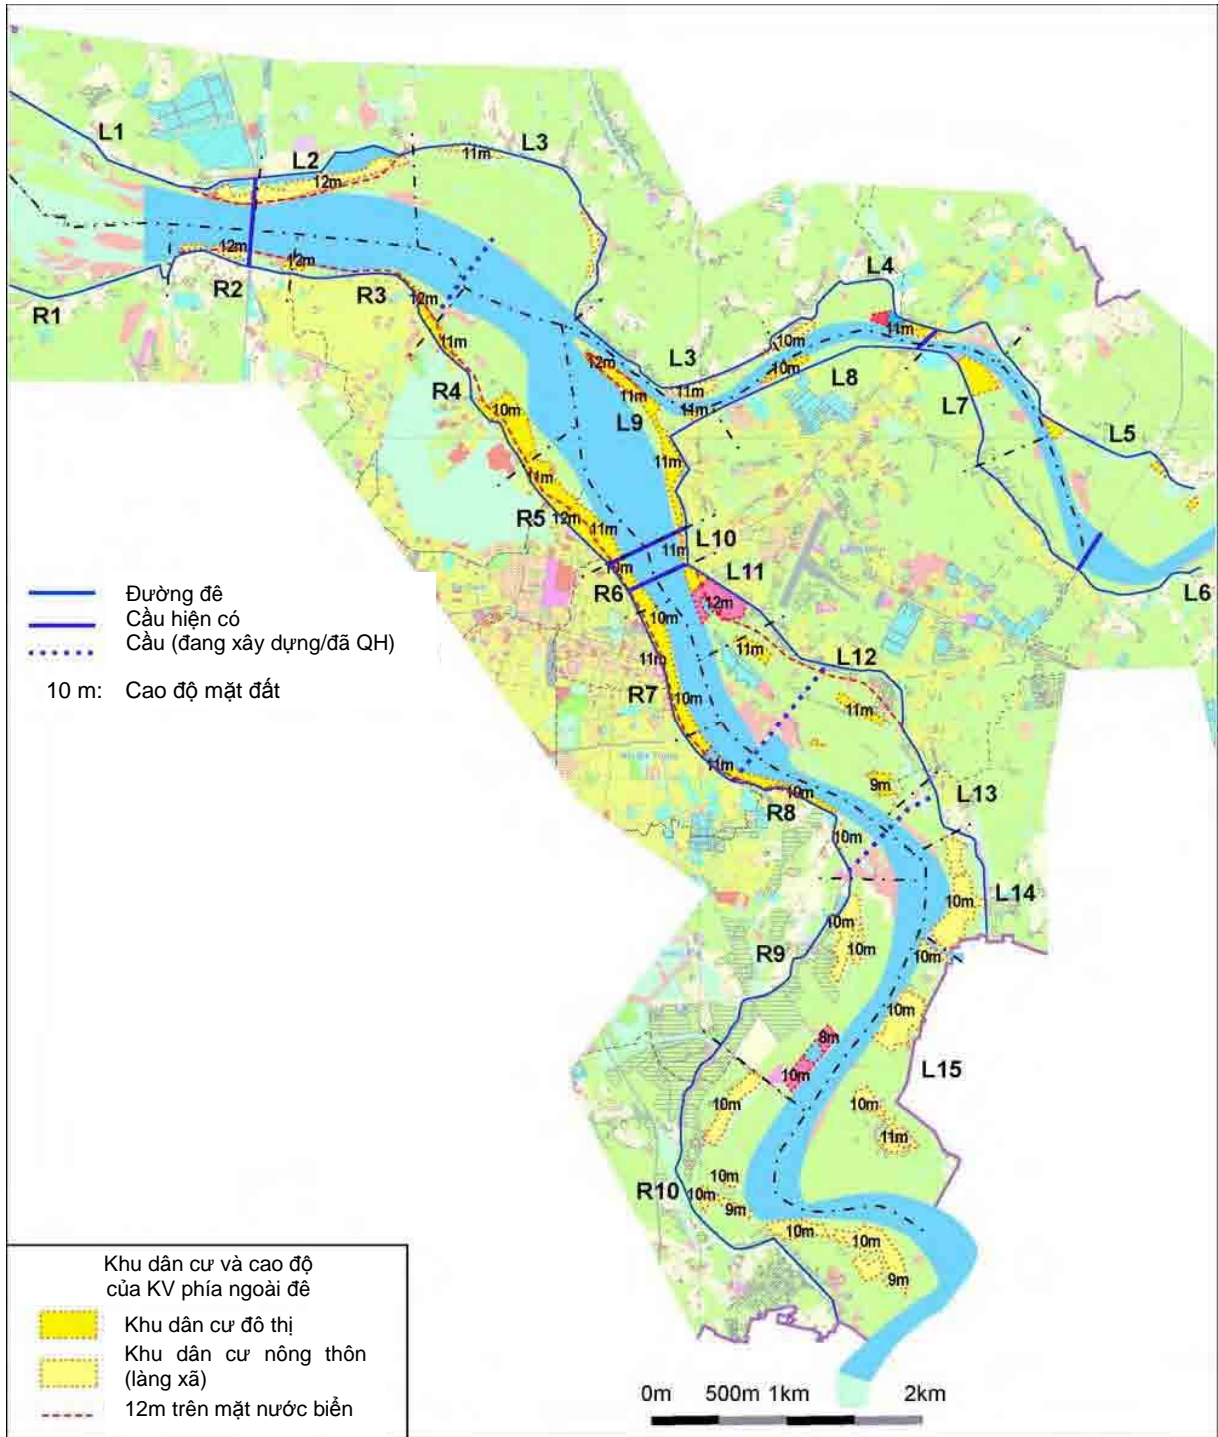 L1
L2
12m
11m
L3
R1
R2
12m
12m
R3
12m
11m
R4
10m
11m
R5
12m
11m
L4
11m
10m
10m
L3
11m
11m
L8
L7
L5
L6
12m
11m
L9
11m
L10
11m
L11
12m
10m
R6
10m
11m
R7
10m
11m
L12
11m
11m
9m
L13
R8
10m
10m
L14
10m
10m
R9
10m
10m
10m
L15
8m
10m
10m
10m
11m
R10
10m
10m
9m
10m
10m
9m
Đường đê
Cầu hiện có
Cầu (đang xây dựng/đã QH)
10 m: Cao độ mặt đất
Khu dân cư và cao độ
của KV phía ngoài đê
Khu dân cư đô thị
Khu dân cư nông thôn
(làng xã)
12m trên mặt nước biển
0m 500m 1km 2km